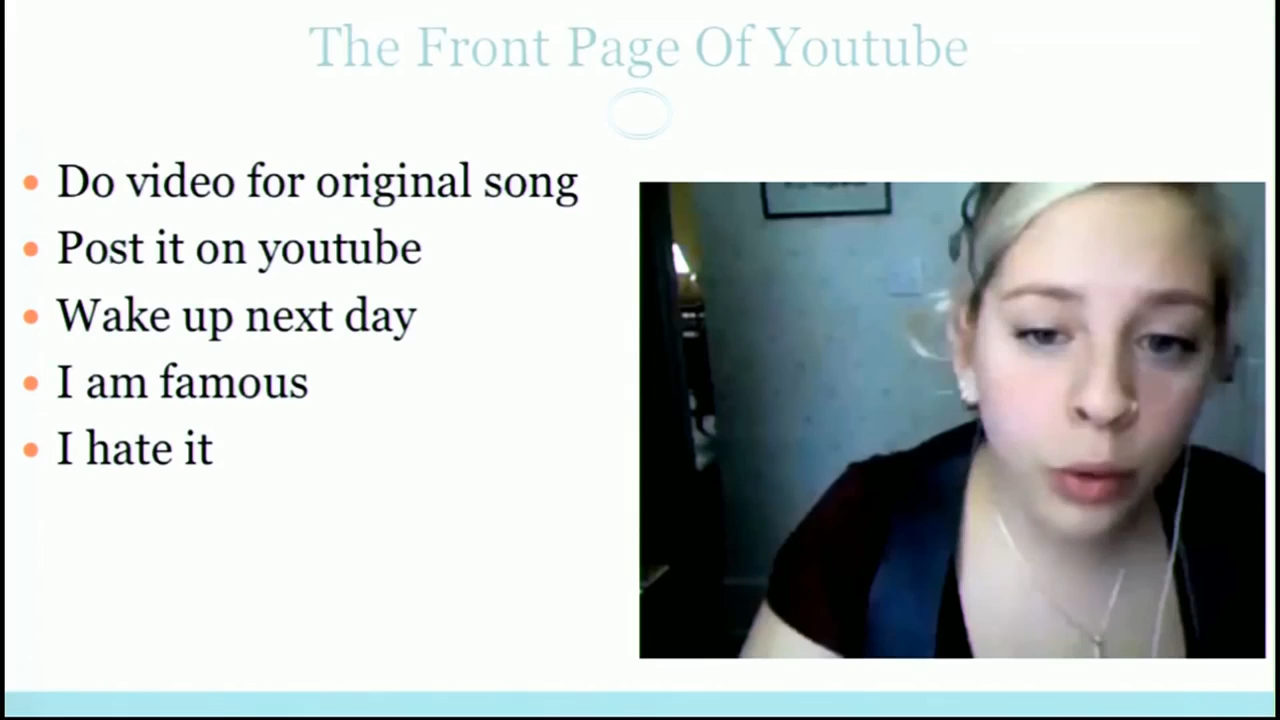 The Front Page Of Youtube
Do video for original song
Post it on youtube
Wake up next day
I am famous
I hate it